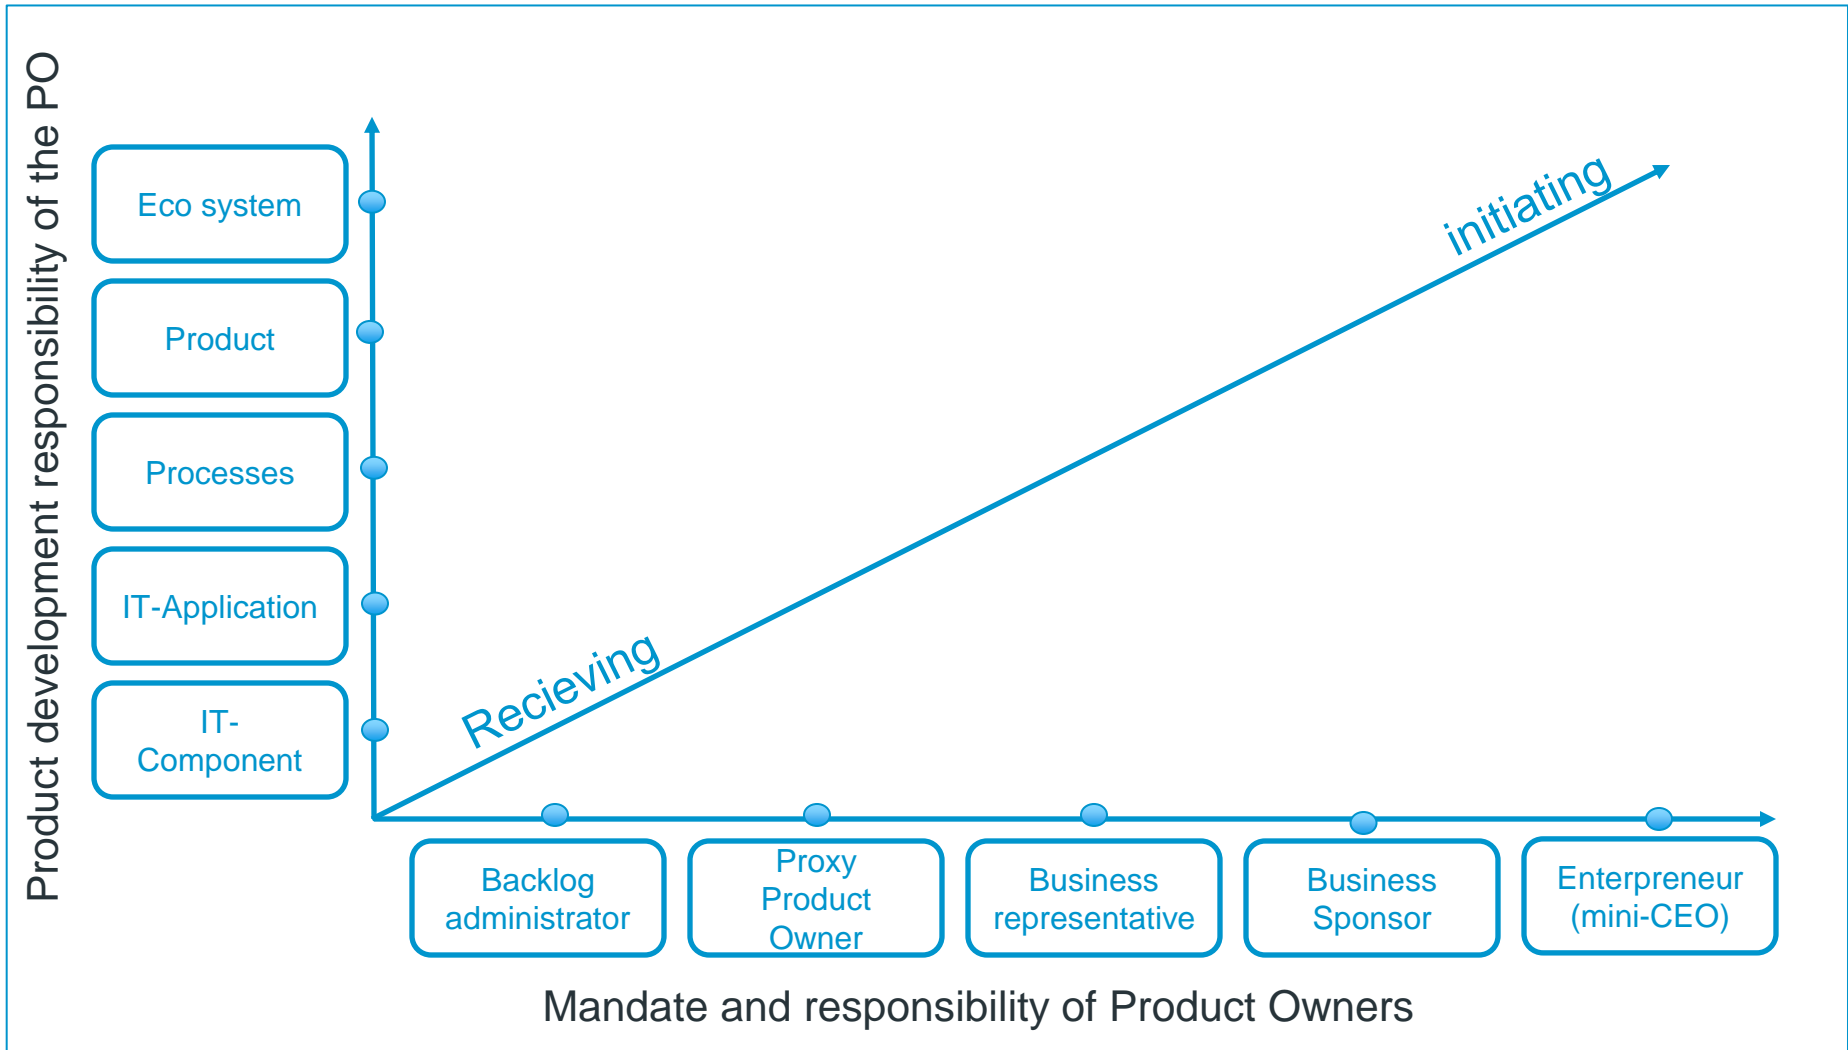 Product development responsibility of the PO
Eco system
Product
Processes
IT-Application
IT-
Component
Recieving
initiating
Backlog
administrator
Proxy
Product
Owner
Business
representative
Business
Sponsor
Enterpreneur
(mini-CEO)
Mandate and responsibility of Product Owners